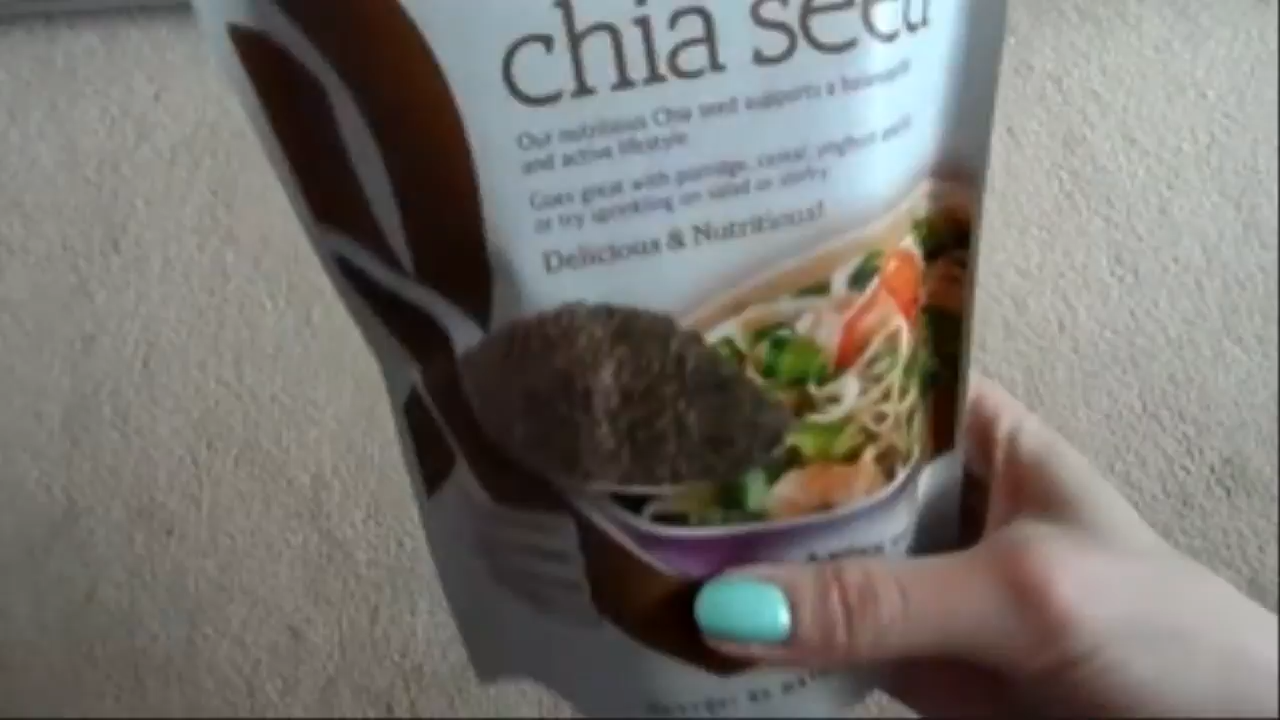 chia seed
Our nutritious Chia seed supports a balanced
and active lifestyle.
Goes great with porridge, cereal, yoghurt
or try sprinkling on salad or stirfry
Delicious & Nutritious!